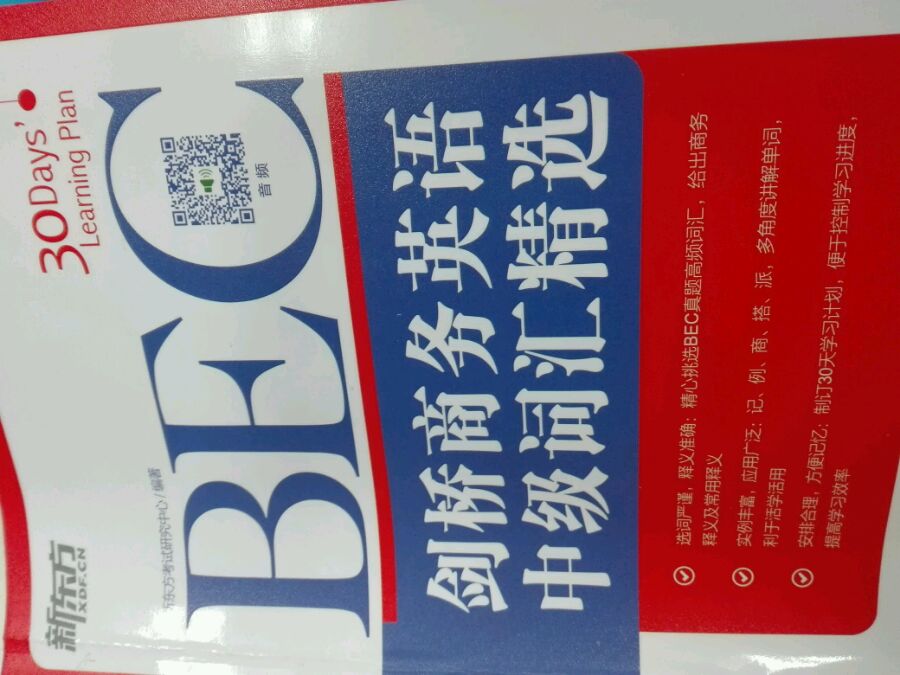 新东方
XDF.CN
30Days'
Learning Plan
新东方考试研究中心/编著
BEC
音频
剑桥商务英语
中级词汇精选
选词严谨,释义准确:精心挑选BEC真题高频词汇,给出商务
释义及常用释义
实例丰富,应用广泛:记、例、商、搭、派,多角度讲解单词,
利于活学活用
安排合理,方便记忆:制订30天学习计划,便于控制学习进度,
提高学习效率